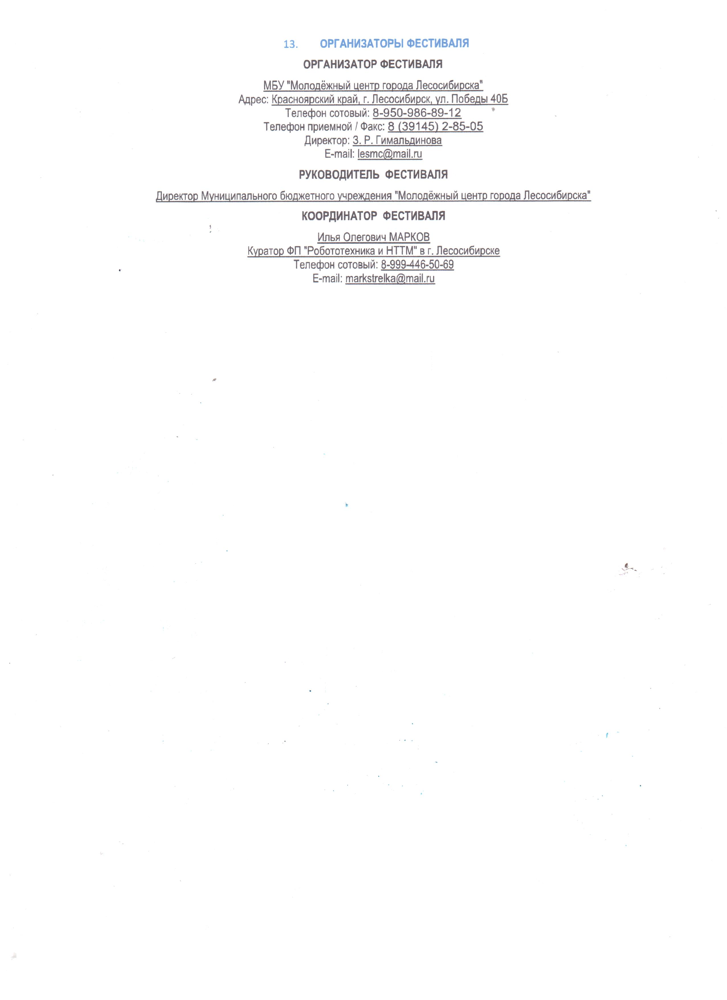 13. ОРГАНИЗАТОРЫ ФЕСТИВАЛЯ
ОРГАНИЗАТОР ФЕСТИВАЛЯ
МБУ "Молодёжный центр города Лесосибирска"
Адрес: Красноярский край, г. Лесосибирск, ул. Победы 40Б
Телефон сотовый: 8-950-986-89-12
Телефон приемной / Факс: 8 (39145) 2-85-05
Директор: З. Р. Гимальдинова
E-mail: lesmc@mail.ru
РУКОВОДИТЕЛЬ ФЕСТИВАЛЯ
Директор Муниципального бюджетного учреждения "Молодёжный центр города Лесосибирска"
КООРДИНАТОР ФЕСТИВАЛЯ
Илья Олегович МАРКОВ
Куратор ФП "Робототехника и НТТМ" в г. Лесосибирске
Телефон сотовый: 8-999-446-50-69
E-mail: markstrelka@mail.ru